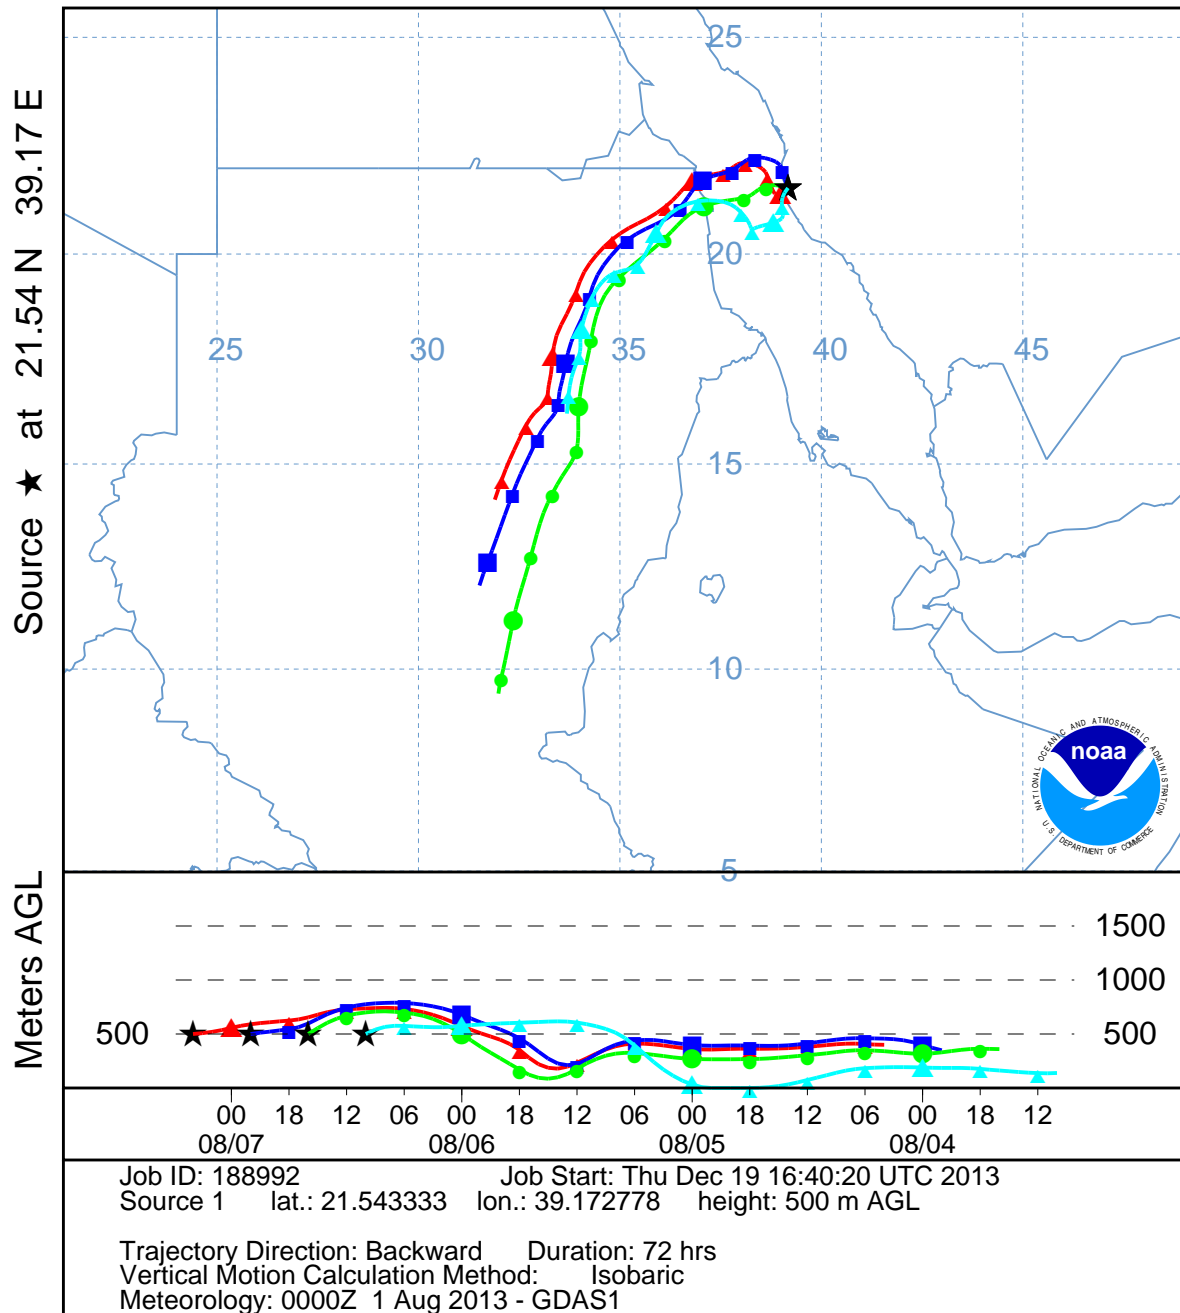 Source ★ at 21.54 N 39.17 E
25
20
25 30 35 40 45
15
10
5
NATIONAL OCEANIC AND ATMOSPHERIC ADMINISTRATION
noaa
U.S. DEPARTMENT OF COMMERCE
Meters AGL
1500
1000
500 500
00 18 12 06 00 18 12 06 00 18 12 06 00 18 12
08/07 08/06 08/05 08/04
Job ID: 188992 Job Start: Thu Dec 19 16:40:20 UTC 2013
Source 1 lat.: 21.543333 lon.: 39.172778 height: 500 m AGL
Trajectory Direction: Backward Duration: 72 hrs
Vertical Motion Calculation Method: Isobaric
Meteorology: 0000Z 1 Aug 2013 - GDAS1